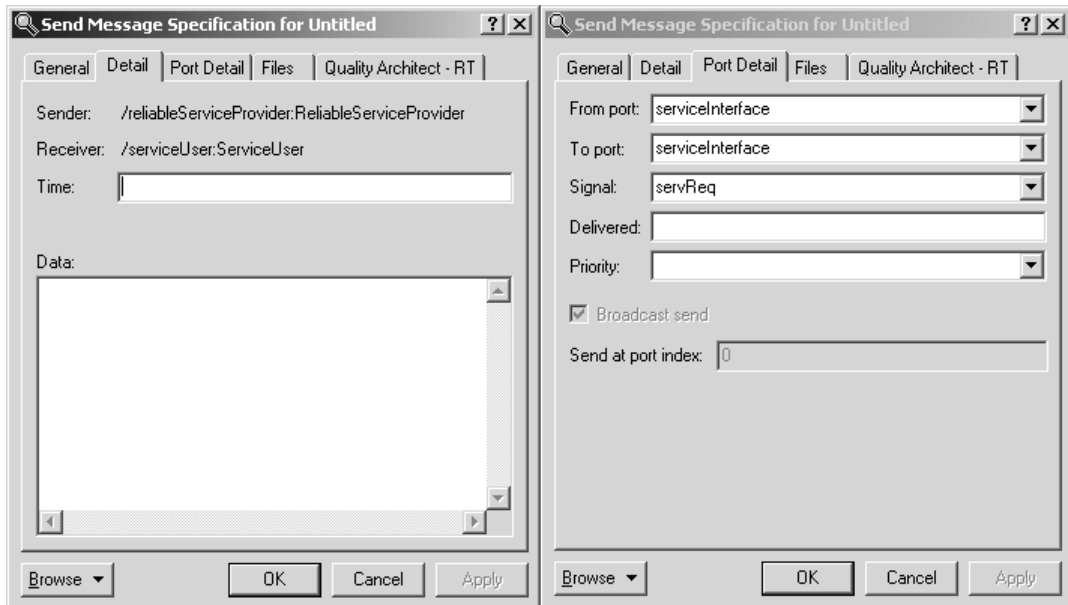 Send Message Specification for Untitled
? ×
General Detail Port Detail Files Quality Architect - RT
Sender: /reliableServiceProvider:ReliableServiceProvider
Receiver: /serviceUser:ServiceUser
Time:
Data:
Browse OK Cancel Apply
Send Message Specification for Untitled
? ×
General Detail Port Detail Files Quality Architect - RT
From port: serviceInterface
To port: serviceInterface
Signal: servReq
Delivered:
Priority:
Broadcast send
Send at port index: 0
Browse OK Cancel Apply